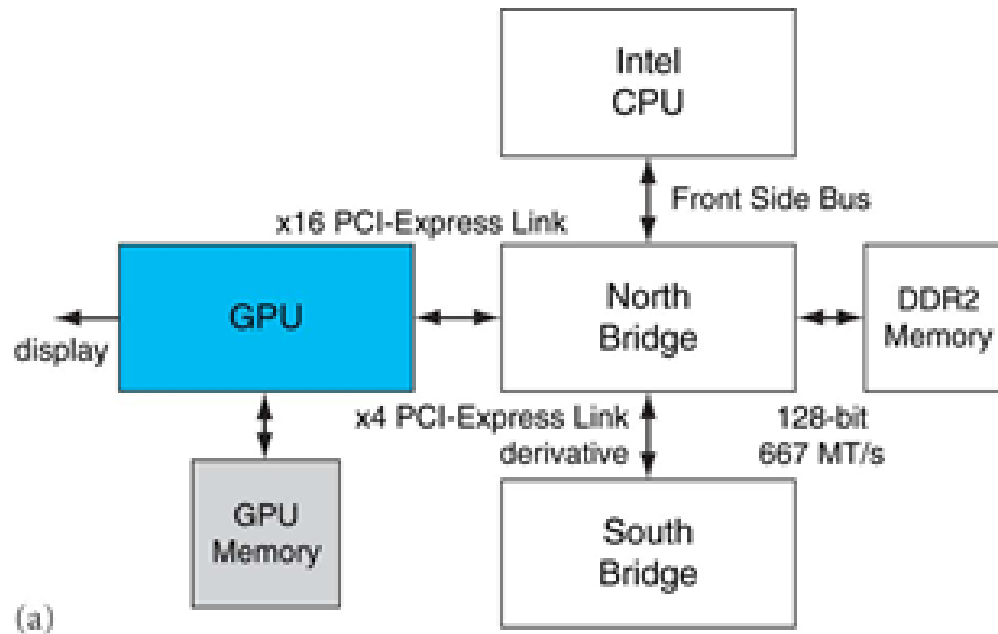 Intel
CPU
Front Side Bus
x16 PCI-Express Link
GPU
North
Bridge
DDR2
Memory
display
x4 PCI-Express Link
derivative
128-bit
667 MT/s
GPU
Memory
South
Bridge
(a)